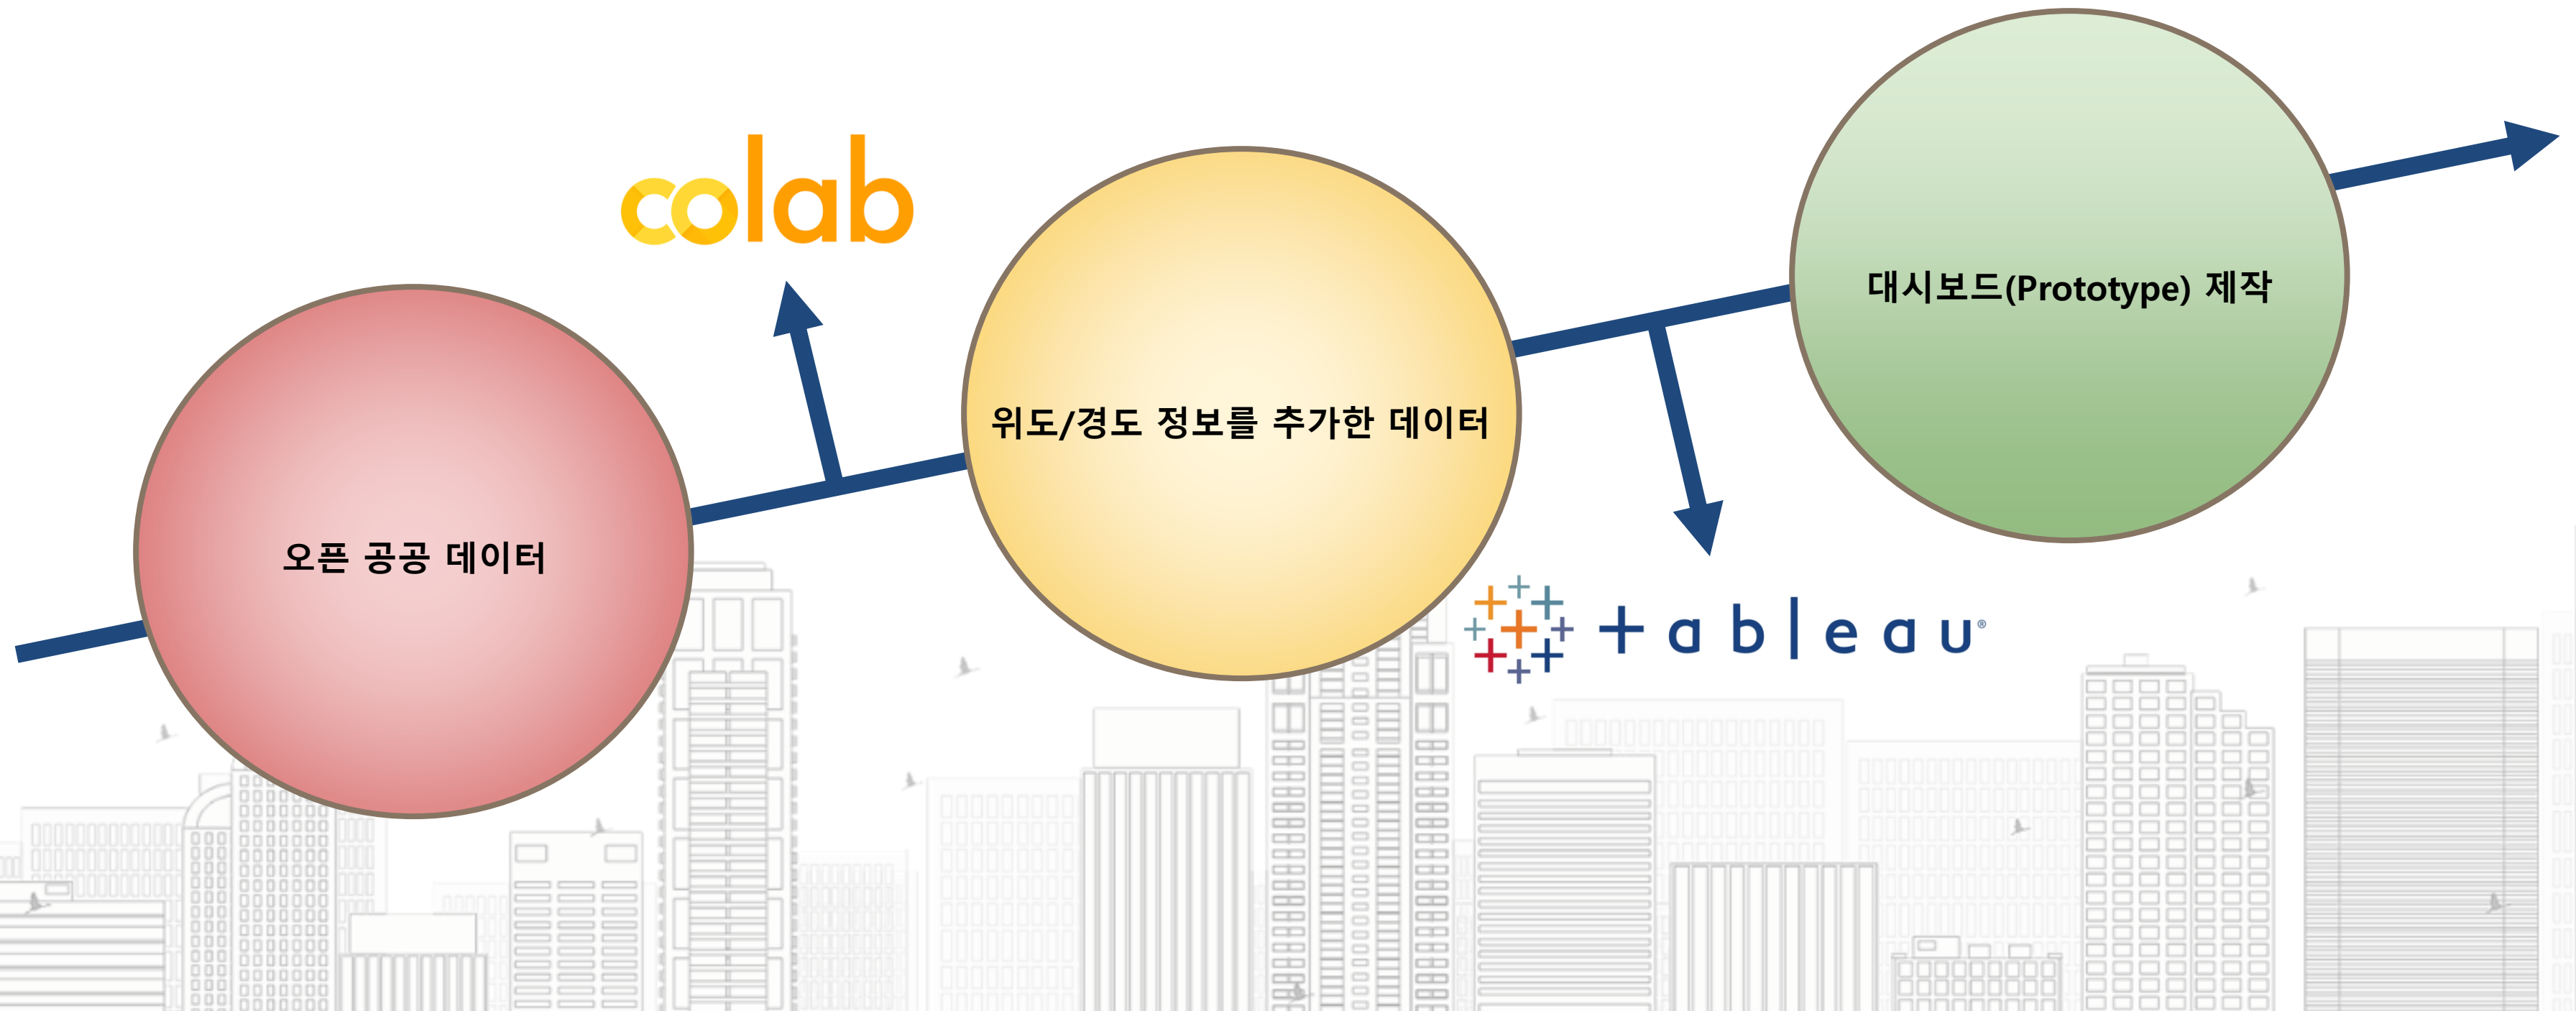 오픈 공공 데이터
colab
위도/경도 정보를 추가한 데이터
+ableau®
대시보드(Prototype) 제작